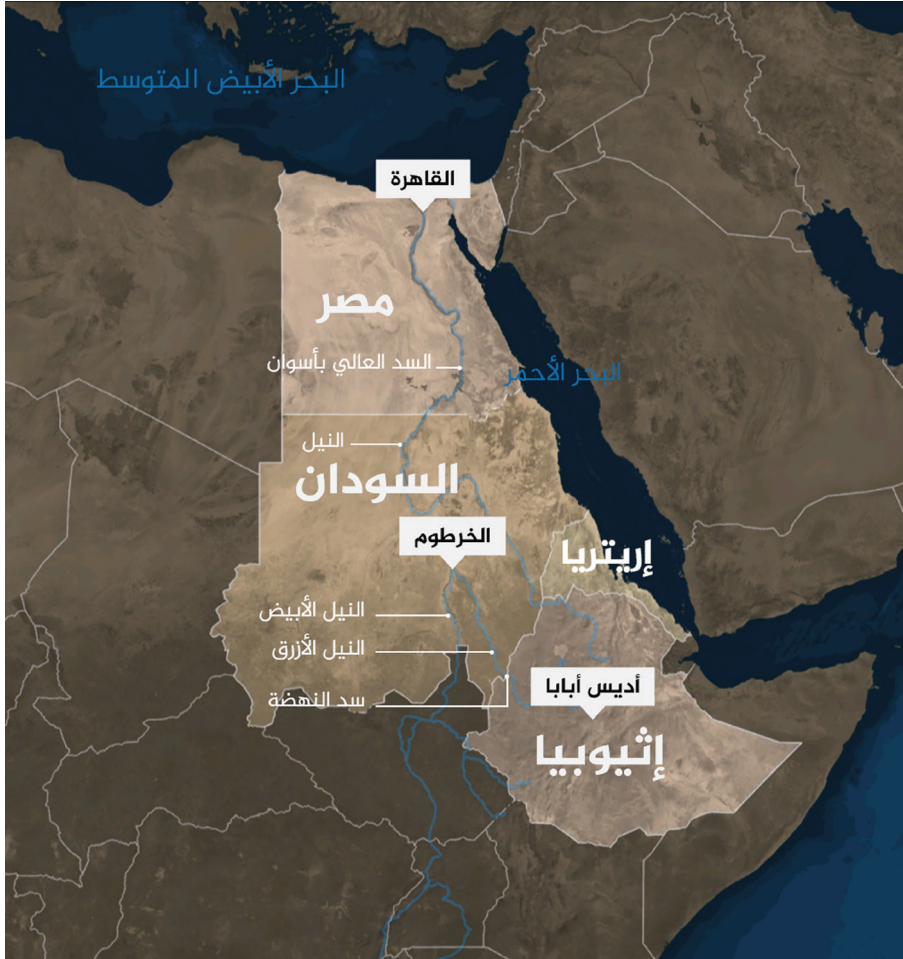 البحر الأبيض المتوسط
القاهرة
مصر
السد العالي بأسوان
البحر الأحمر
النيل
السودان
الخرطوم
إريتريا
النيل الأبيض
النيل الأزرق
أديس أبابا
سد النهضة
إثيوبيا